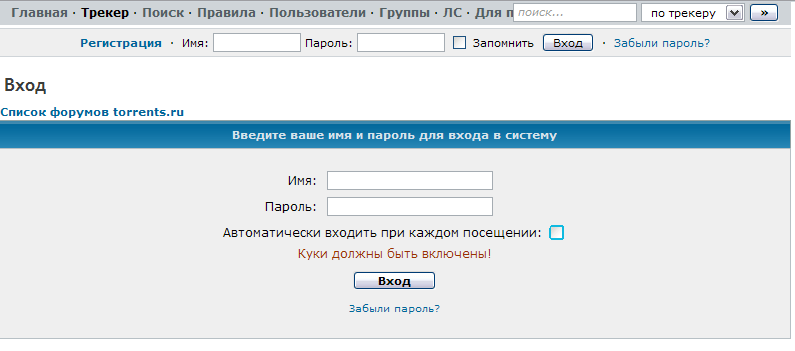 Главная · Трекер · Поиск · Правила · Пользователи · Группы · ЛС · Для п поиск... по трекеру »
Регистрация · Имя: Пароль: Запомнить Вход · Забыли пароль?
Вход
Список форумов torrents.ru
Введите ваше имя и пароль для входа в систему
Имя:
Пароль:
Автоматически входить при каждом посещении:
Куки должны быть включены!
Вход
Забыли пароль?